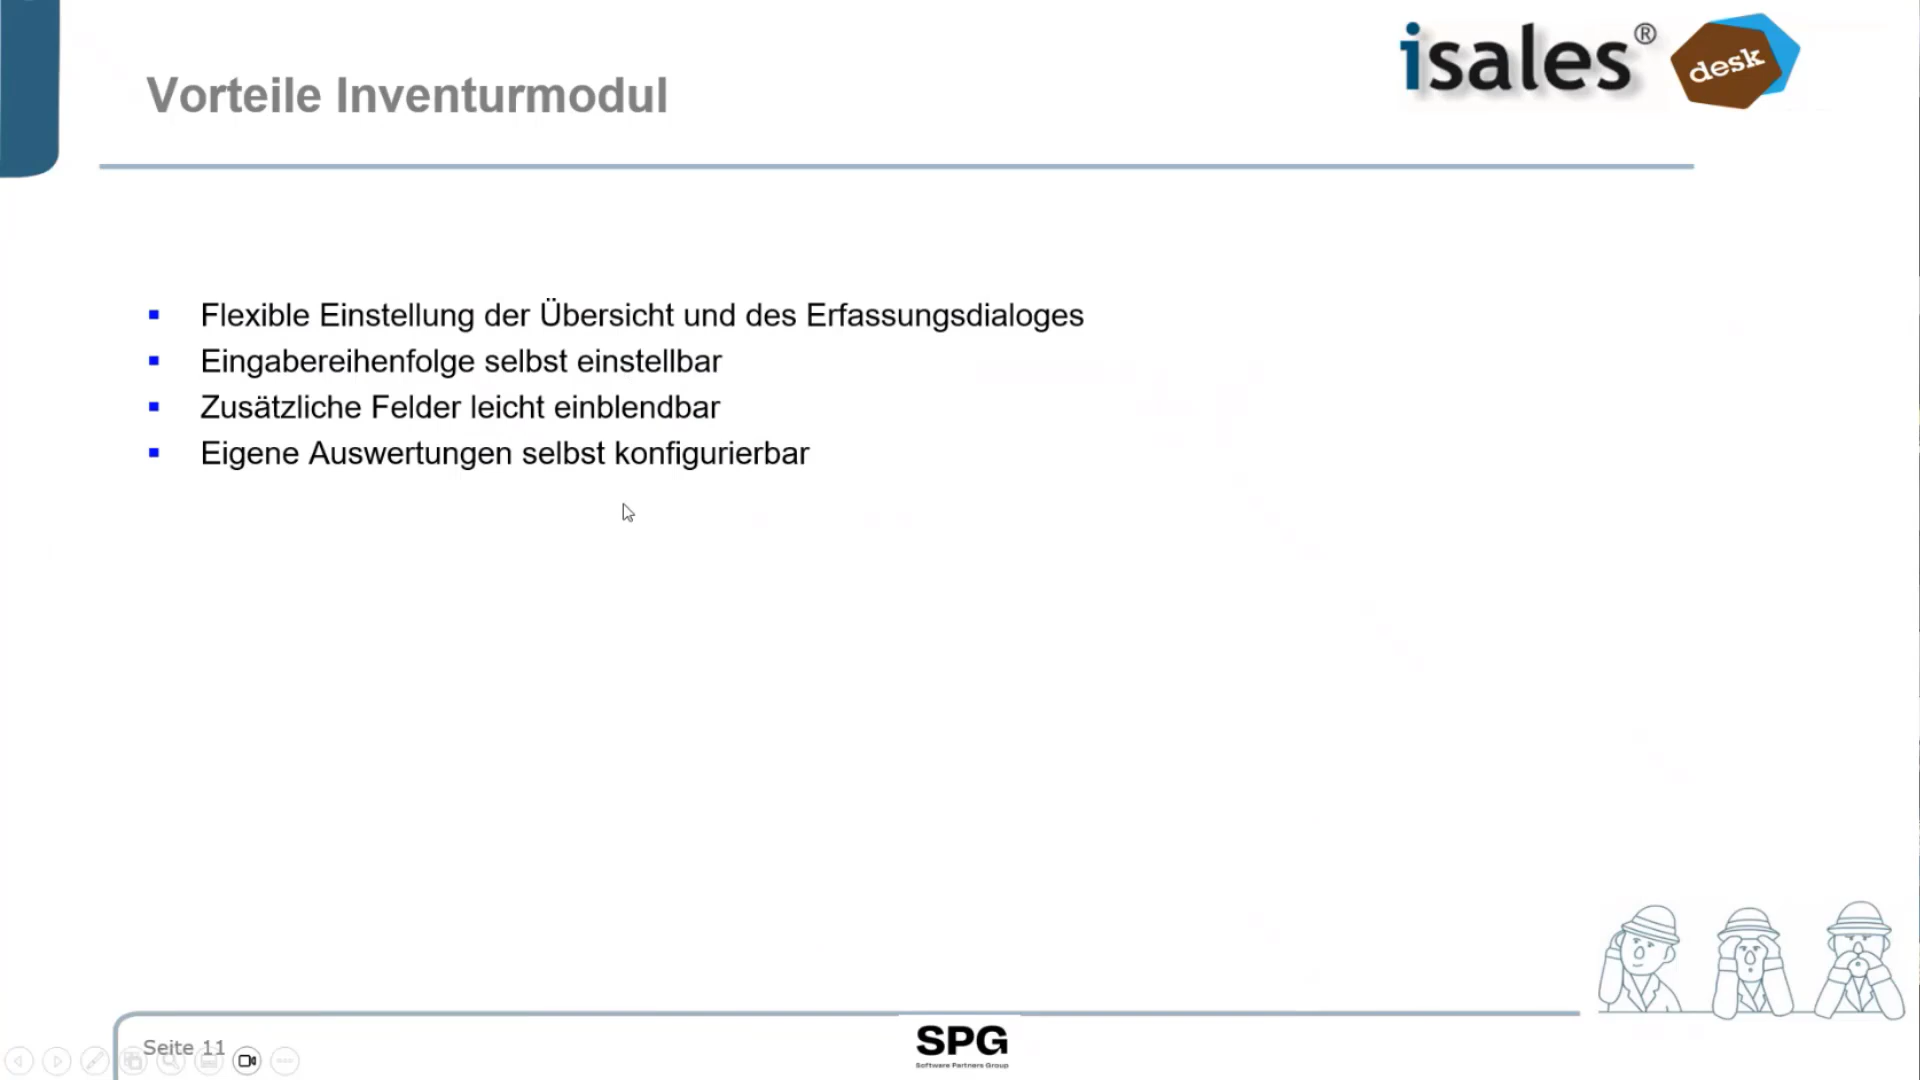 isales®
desk
Vorteile Inventurmodul
Flexible Einstellung der Übersicht und des Erfassungsdialoges
Eingabereihenfolge selbst einstellbar
Zusätzliche Felder leicht einblendbar
Eigene Auswertungen selbst konfigurierbar
Seite 11
SPG
Software Partners Group